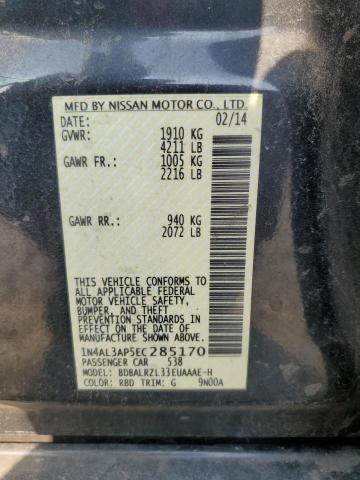 MFD BY NISSAN MOTOR CO., LTD.
DATE: 02/14
GVWR: 1910 KG
4211 LB
GAWR FR.: 1005 KG
2216 LB
GAWR RR.: 940 KG
2072 LB
THIS VEHICLE CONFORMS TO
ALL APPLICABLE FEDERAL
MOTOR VEHICLE SAFETY,
BUMPER, AND THEFT
PREVENTION STANDARDS IN
EFFECT ON THE DATE OF
MANUFACTURE SHOWN ABOVE.
1N4AL3AP5EC285170
PASSENGER CAR 538
MODEL: BDBALRZL33EUAAAE-H
COLOR: RBD TRIM: G 9N00A